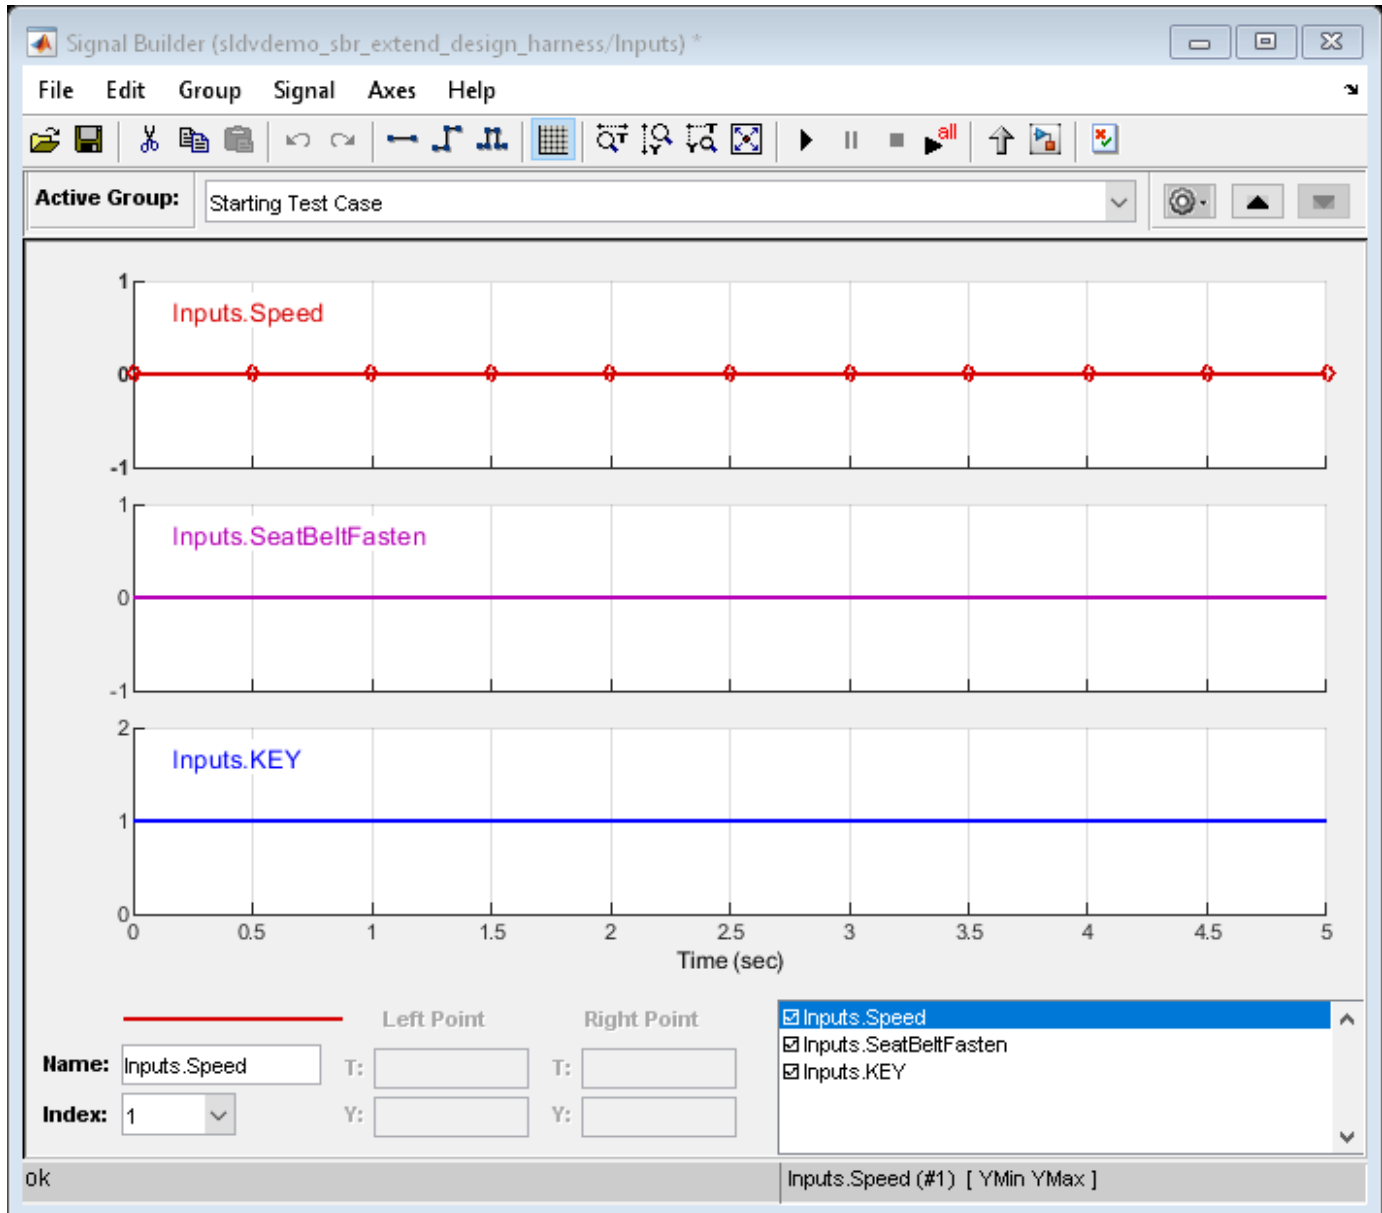 Signal Builder (sldvdemo_sbr_extend_design_harness/Inputs) *
File Edit Group Signal Axes Help
all
Active Group: Starting Test Case
1
Inputs.Speed
0
-1
1
Inputs.SeatBeltFasten
0
-1
2
Inputs.KEY
1
0
0 0.5 1 1.5 2 2.5 3 3.5 4 4.5 5
Time (sec)
Left Point Right Point
Name: Inputs.Speed T: T:
Index: 1 Y: Y:
Inputs.Speed
Inputs.SeatBeltFasten
Inputs.KEY
ok
Inputs.Speed (#1) [ YMin YMax ]